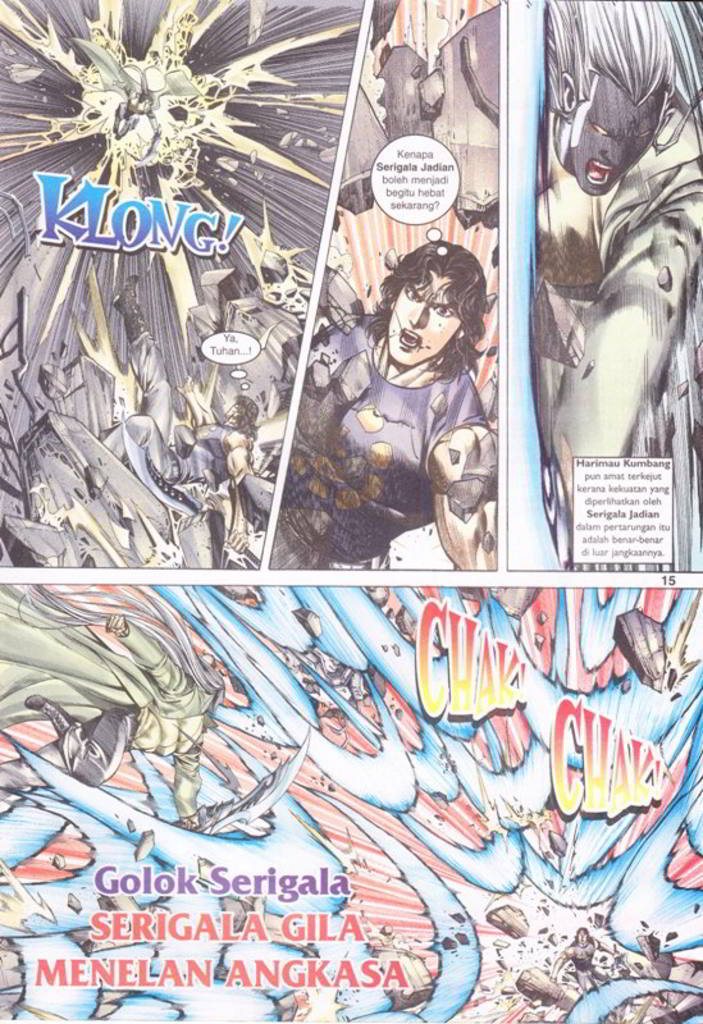 KLONG!
Ya,
Tuhan...!
Kenapa
Serigala Jadian
boleh menjadi
begitu hebat
sekarang?
Harimau Kumbang
pun amat terkejut
kerana kekuatan yang
diperlihatkan oleh
Serigala Jadian
dalam pertarungan itu
adalah benar-benar
di luar jangkaannya.
15
CHAK!
CHAK!
Golok Serigala
SERIGALA GILA
MENELAN ANGKASA